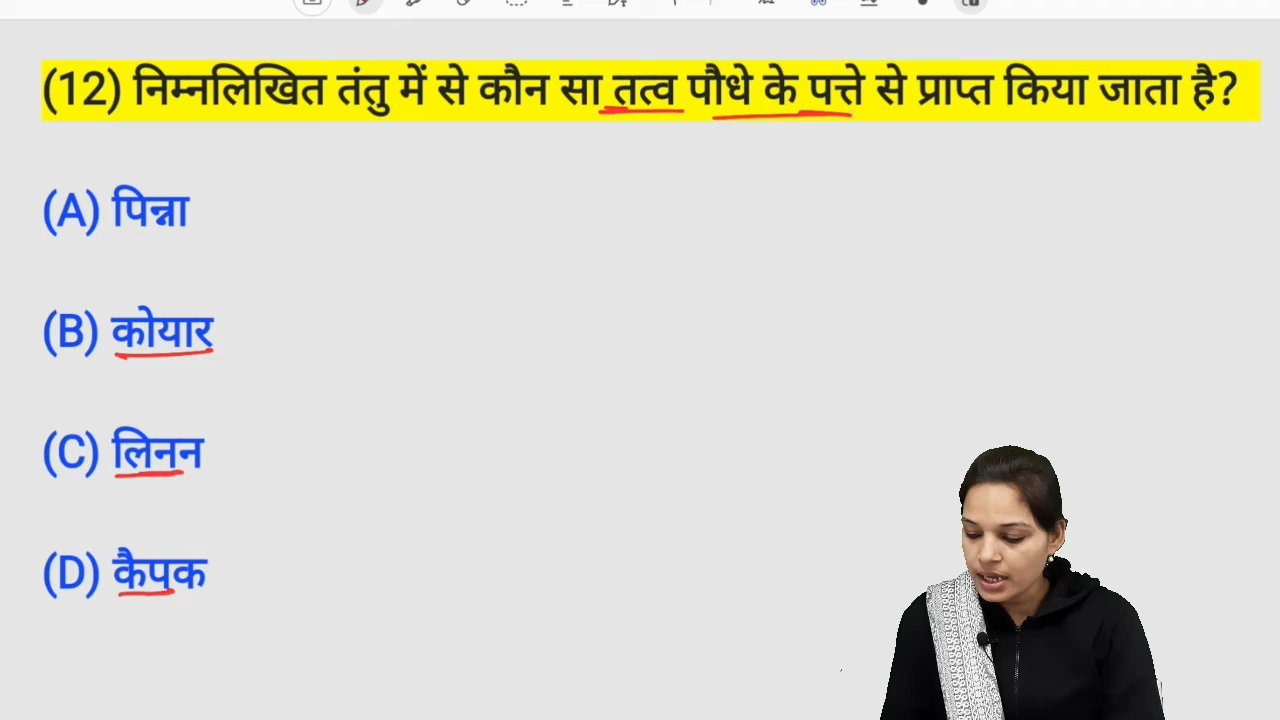 (12) निम्नलिखित तंतु में से कौन सा तत्व पौधे के पत्ते से प्राप्त किया जाता है?
(A) पिन्ना
(B) कोयार
(C) लिनन
(D) कैपक